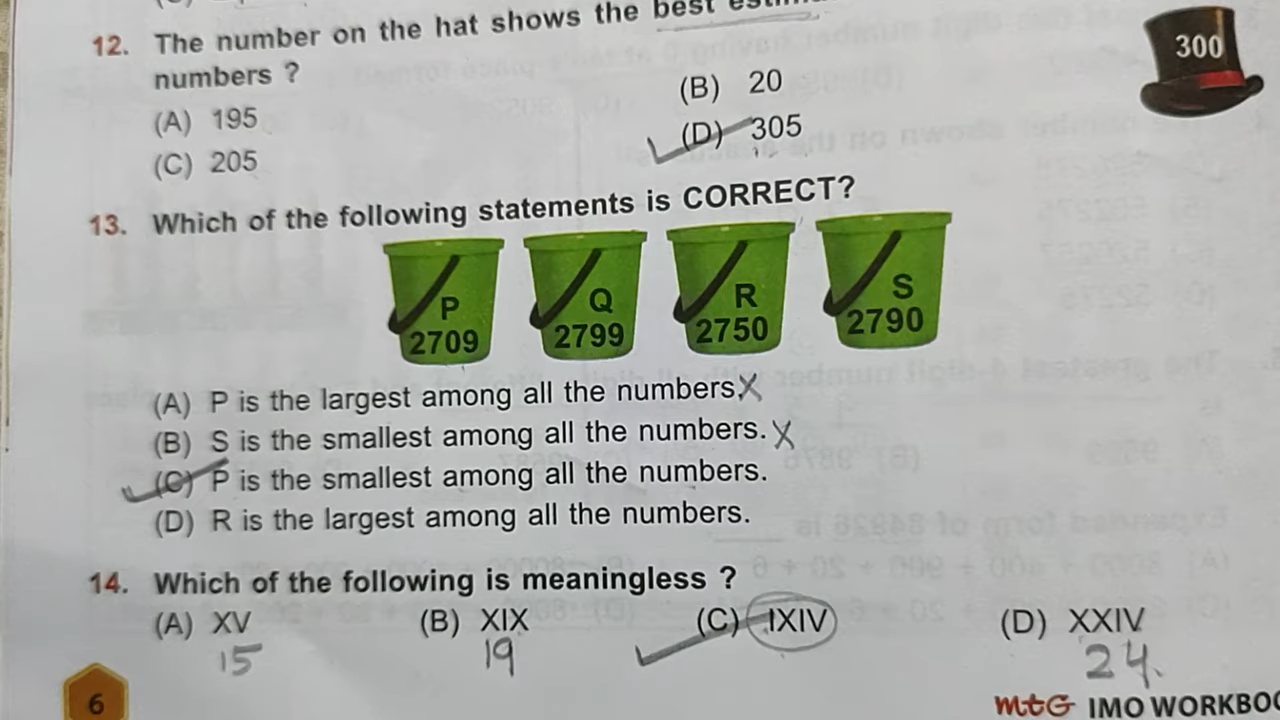 12. The number on the hat shows the best
numbers ?
300
(A) 195
(B) 20
(C) 205
(D) 305
13. Which of the following statements is CORRECT?
P Q R S
2709 2799 2750 2790
(A) P is the largest among all the numbers. X
(B) S is the smallest among all the numbers. X
(C) P is the smallest among all the numbers.
(D) R is the largest among all the numbers.
14. Which of the following is meaningless ?
(A) XV (B) XIX (C) IXIV (D) XXIV
15 19 24.
6
mtG IMO WORKBOO